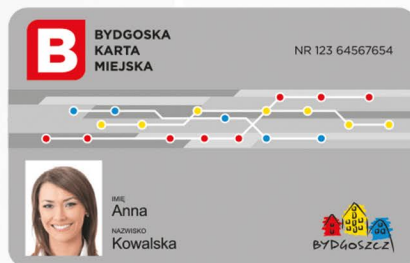 B
BYDGOSKA
KARTA
MIEJSKA
NR 123 64567654
IMIĘ
Anna
NAZWISKO
Kowalska
BYDGOSZCZ